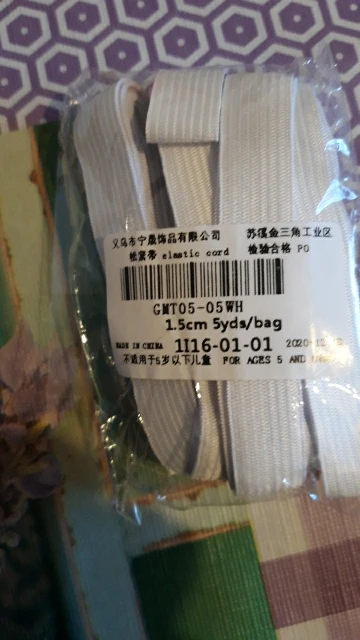 义乌市宁晟饰品有限公司 苏溪金三角工业区
松紧带 elastic cord 检验合格 PO
GMT05-05WH
1.5cm 5yds/bag
MADE IN CHINA 1I16-01-01
不适用于5岁以下儿童 FOR AGES 5 AND